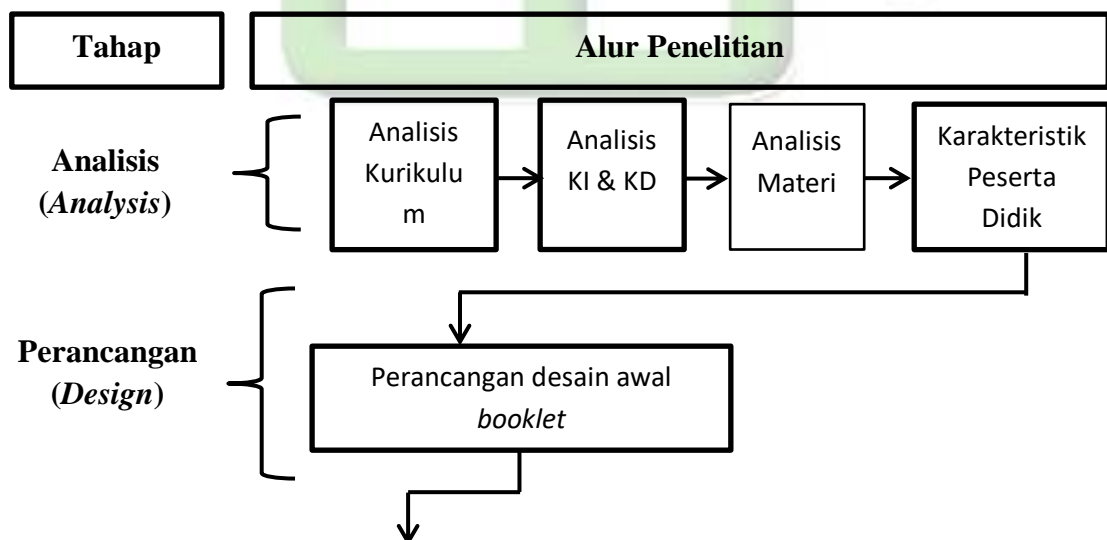 Tahap
Alur Penelitian
Analisis
(Analysis)
Analisis
Kurikulu
m
Analisis
KI & KD
Analisis
Materi
Karakteristik
Peserta
Didik
Perancangan
(Design)
Perancangan desain awal
booklet